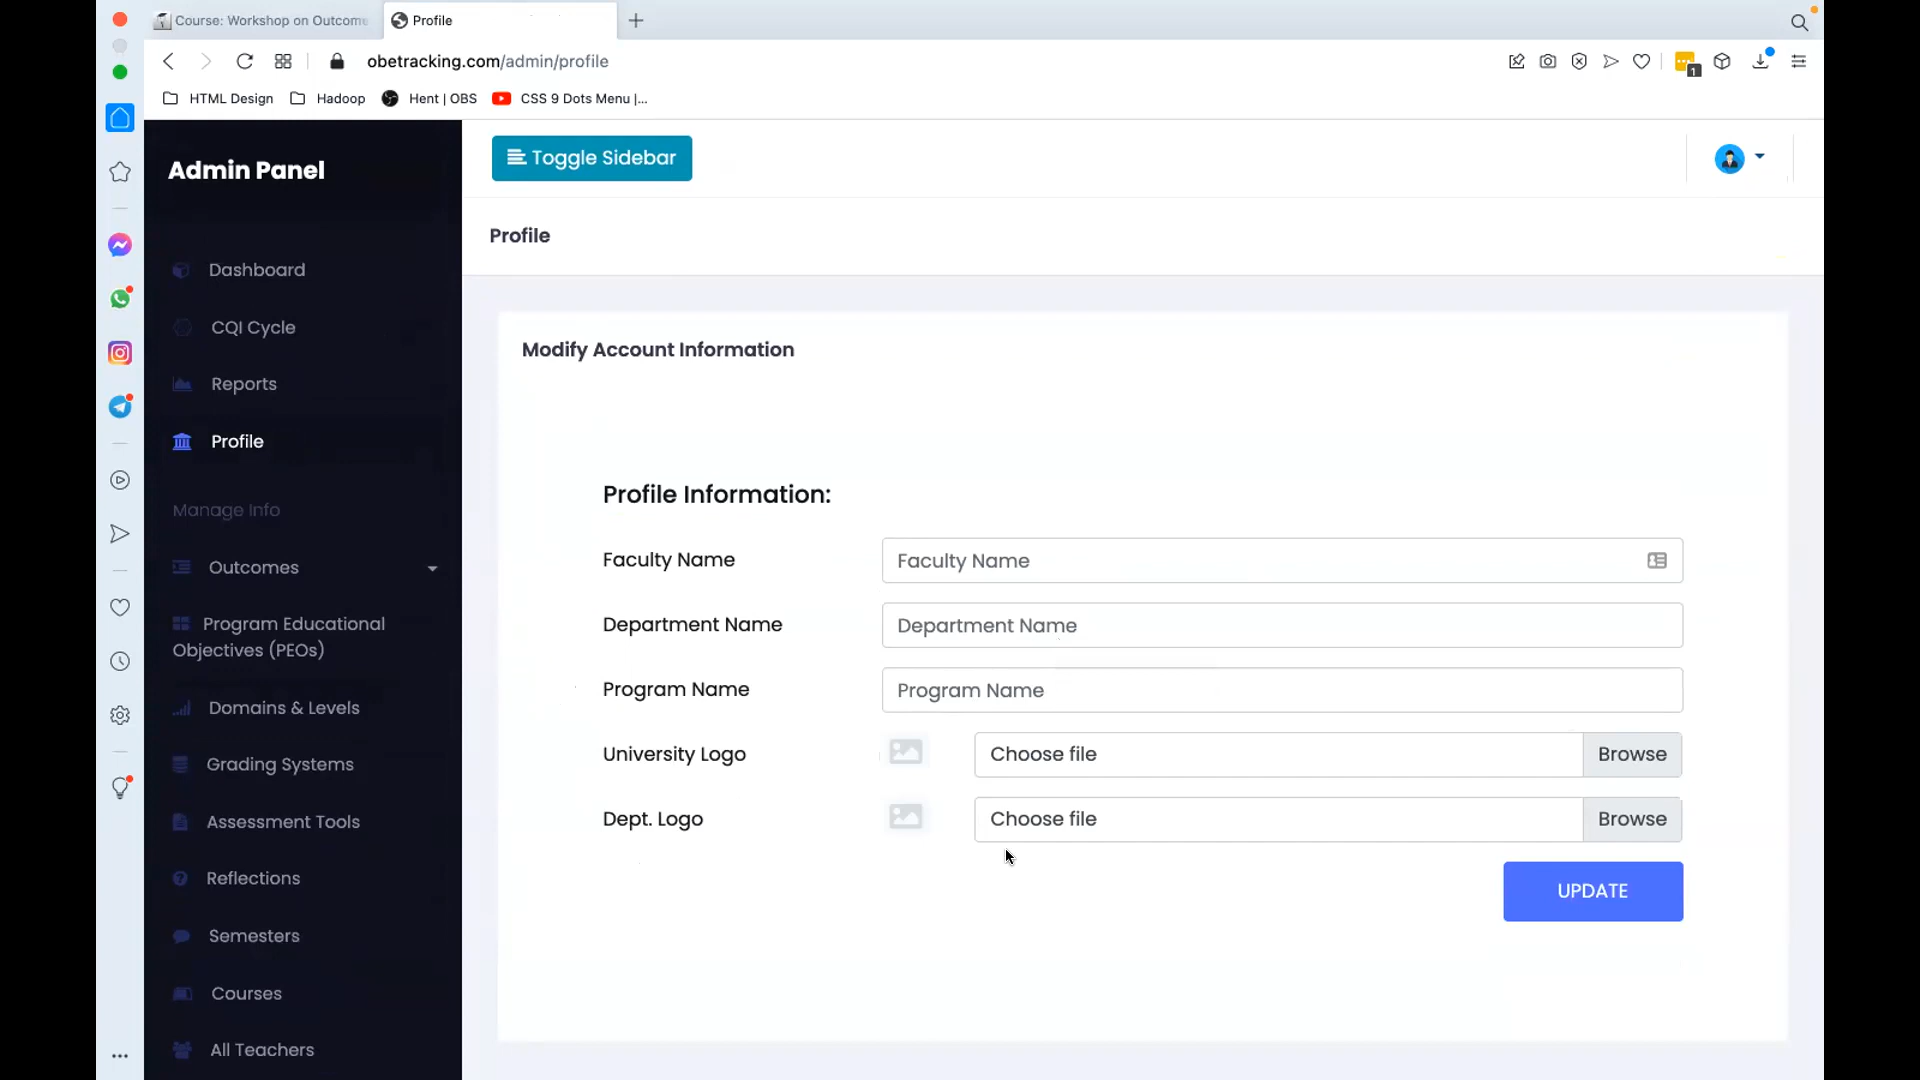 Course: Workshop on Outcome
Profile
obetracking.com/admin/profile
1
HTML Design
Hadoop
Hent | OBS
CSS 9 Dots Menu |...
Admin Panel
Toggle Sidebar
Profile
Dashboard
CQI Cycle
Reports
Profile
Manage Info
Outcomes
Program Educational
Objectives (PEOs)
Domains & Levels
Grading Systems
Assessment Tools
Reflections
Semesters
Courses
All Teachers
Modify Account Information
Profile Information:
Faculty Name
Faculty Name
Department Name
Department Name
Program Name
Program Name
University Logo
Choose file
Browse
Dept. Logo
Choose file
Browse
UPDATE